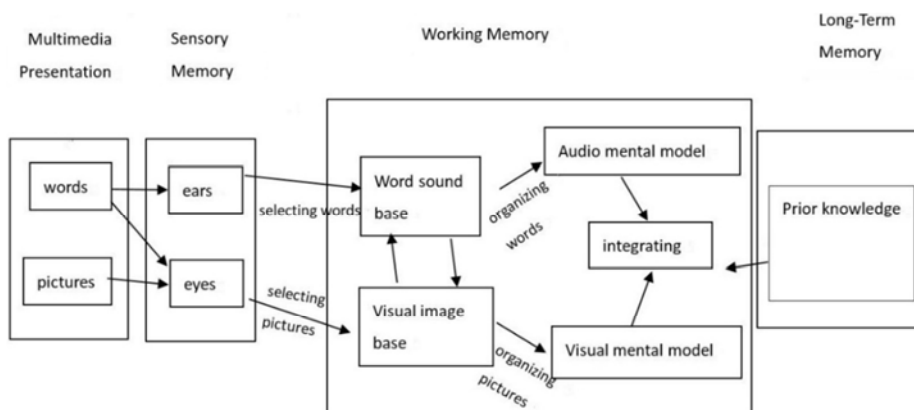 Multimedia
Presentation
Sensory
Memory
Working Memory
Long-Term
Memory
words
pictures
ears
eyes
selecting words
selecting
pictures
Word sound
base
Visual image
base
organizing
words
organizing
pictures
Audio mental model
integrating
Visual mental model
Prior knowledge